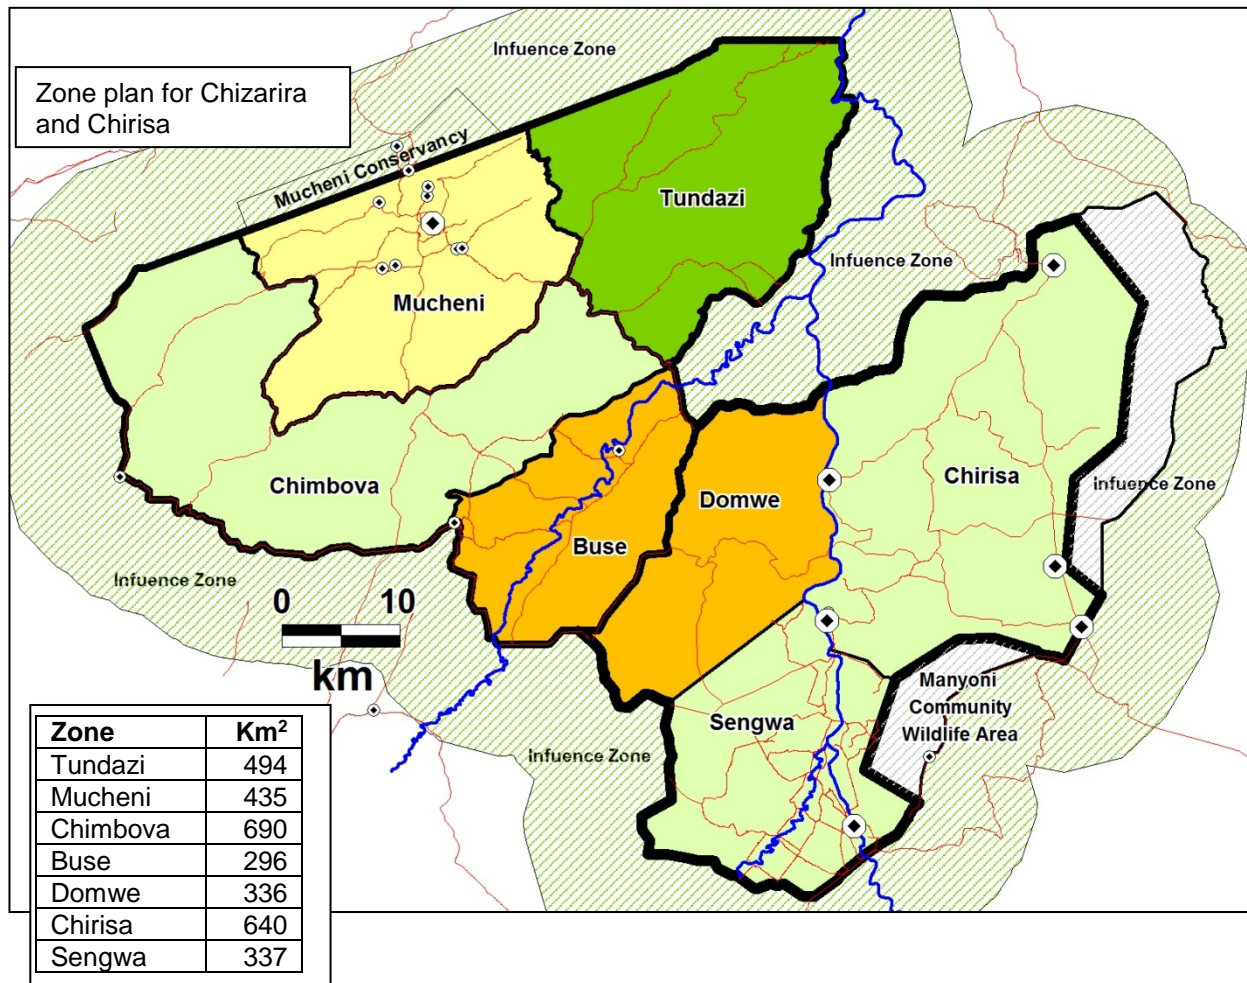 Infuence Zone
Zone plan for Chizarira
and Chirisa
Mucheni Conservancy
Tundazi
Infuence Zone
Mucheni
Chirisa
Infuence Zone
Chimbova
Domwe
Buse
Infuence Zone
0 10
km
Manyoni
Community
Wildlife Area
Sengwa
Infuence Zone
Zone Km²
Tundazi 494
Mucheni 435
Chimbova 690
Buse 296
Domwe 336
Chirisa 640
Sengwa 337